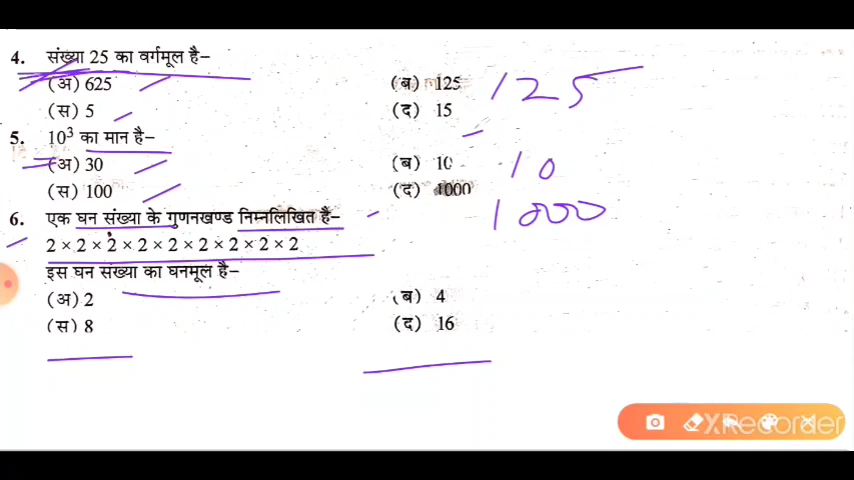 4. संख्या 25 का वर्गमूल है–
(अ) 625 (ब) 125 125
(स) 5 (द) 15
5. 10³ का मान है–
(अ) 30 (ब) 10 10
(स) 100 (द) 1000 1000
6. एक घन संख्या के गुणनखण्ड निम्नलिखित है–
2 × 2 × 2 × 2 × 2 × 2 × 2 × 2 × 2
इस घन संख्या का घनमूल है–
(अ) 2 (ब) 4
(स) 8 (द) 16
XRecorder